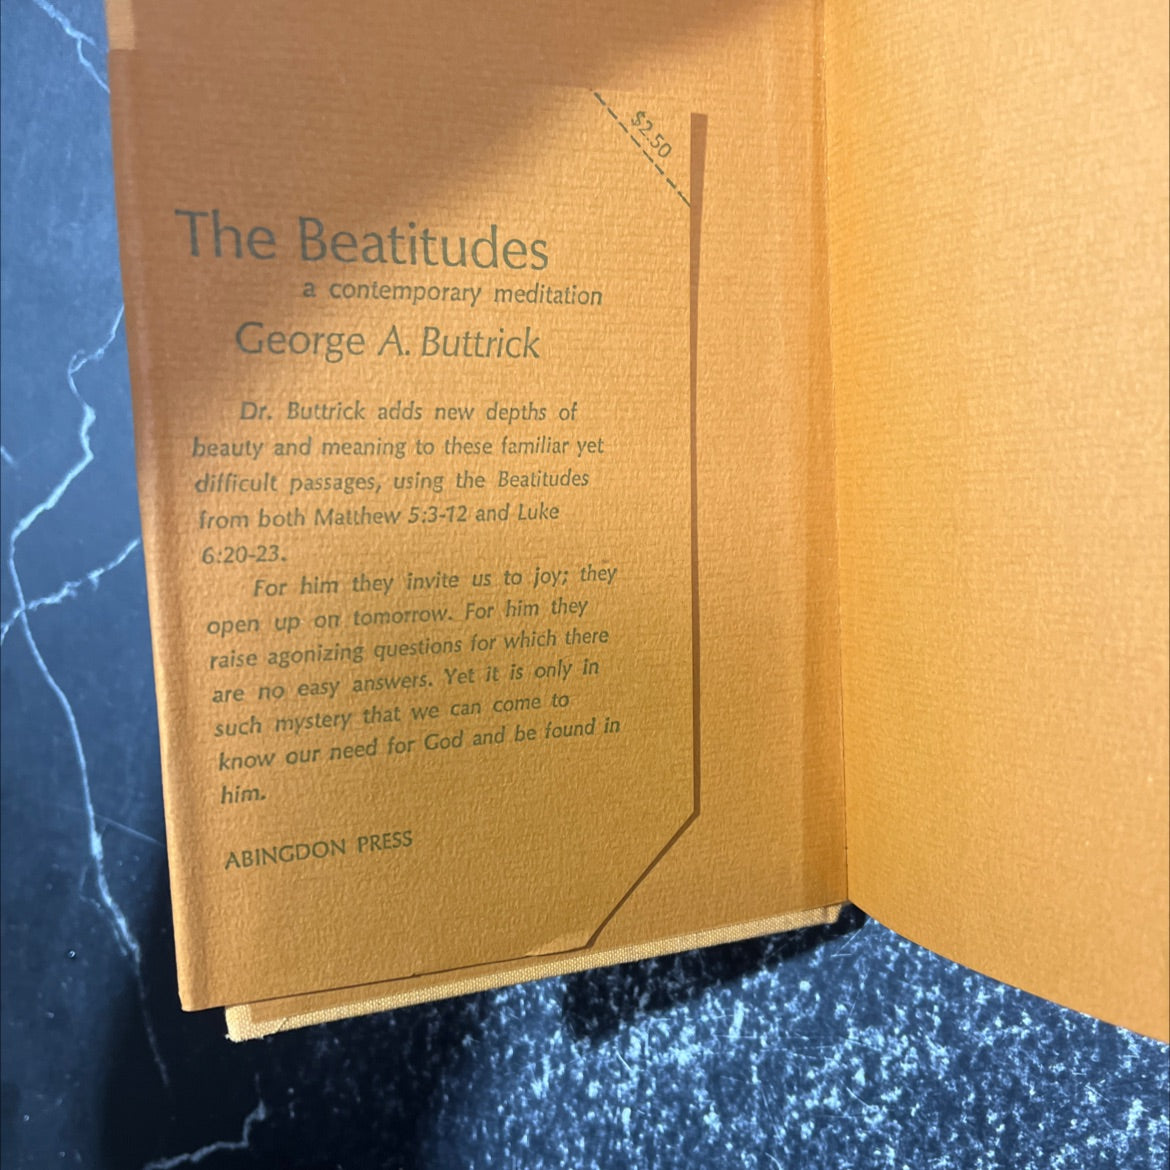 $2.50
The Beatitudes
a contemporary meditation
George A. Buttrick
Dr. Buttrick adds new depths of
beauty and meaning to these familiar yet
difficult passages, using the Beatitudes
from both Matthew 5:3-12 and Luke
6:20-23.
For him they invite us to joy; they
open up on tomorrow. For him they
raise agonizing questions for which there
are no easy answers. Yet it is only in
such mystery that we can come to
know our need for God and be found in
him.
ABINGDON PRESS